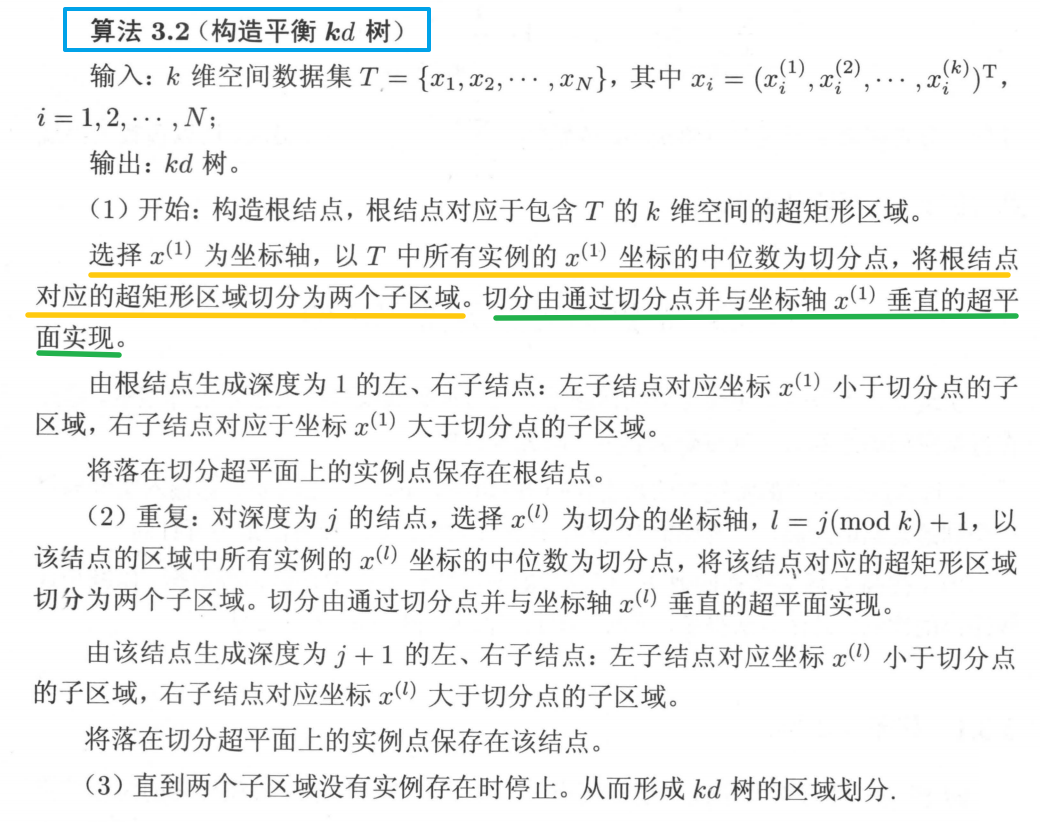 算法 3.2（构造平衡 kd 树）
输入：k 维空间数据集 T = {x₁, x₂, ⋯, x_N}，其中 xᵢ = (xᵢ⁽¹⁾, xᵢ⁽²⁾, ⋯, xᵢ⁽ᵏ⁾)ᵀ，
i = 1, 2, ⋯, N；
输出：kd 树。
（1）开始：构造根结点，根结点对应于包含 T 的 k 维空间的超矩形区域。
选择 x⁽¹⁾ 为坐标轴，以 T 中所有实例的 x⁽¹⁾ 坐标的中位数为切分点，将根结点
对应的超矩形区域切分为两个子区域。切分由通过切分点并与坐标轴 x⁽¹⁾ 垂直的超平
面实现。
由根结点生成深度为 1 的左、右子结点：左子结点对应坐标 x⁽¹⁾ 小于切分点的子
区域，右子结点对应于坐标 x⁽¹⁾ 大于切分点的子区域。
将落在切分超平面上的实例点保存在根结点。
（2）重复：对深度为 j 的结点，选择 x⁽ˡ⁾ 为切分的坐标轴，l = j(mod k) + 1，以
该结点的区域中所有实例的 x⁽ˡ⁾ 坐标的中位数为切分点，将该结点对应的超矩形区域
切分为两个子区域。切分由通过切分点并与坐标轴 x⁽ˡ⁾ 垂直的超平面实现。
由该结点生成深度为 j + 1 的左、右子结点：左子结点对应坐标 x⁽ˡ⁾ 小于切分点
的子区域，右子结点对应坐标 x⁽ˡ⁾ 大于切分点的子区域。
将落在切分超平面上的实例点保存在该结点。
（3）直到两个子区域没有实例存在时停止。从而形成 kd 树的区域划分.